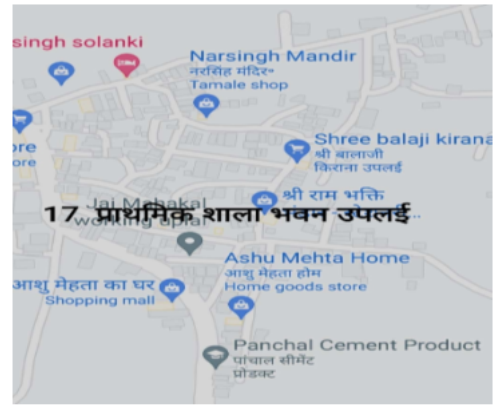 singh solanki
Narsingh Mandir
नरसिंह मंदिर
Tamale shop
ore
ore
Shree balaji kirana
श्री बालाजी
किराना उपलई
श्री राम भक्ति
Jai Mahakal
working uplai
17 प्राथमिक शाला भवन उपलई
Ashu Mehta Home
आशु मेहता होम
Home goods store
आशु मेहता का घर
Shopping mall
Panchal Cement Product
पांचाल सीमेंट
प्रोडक्ट